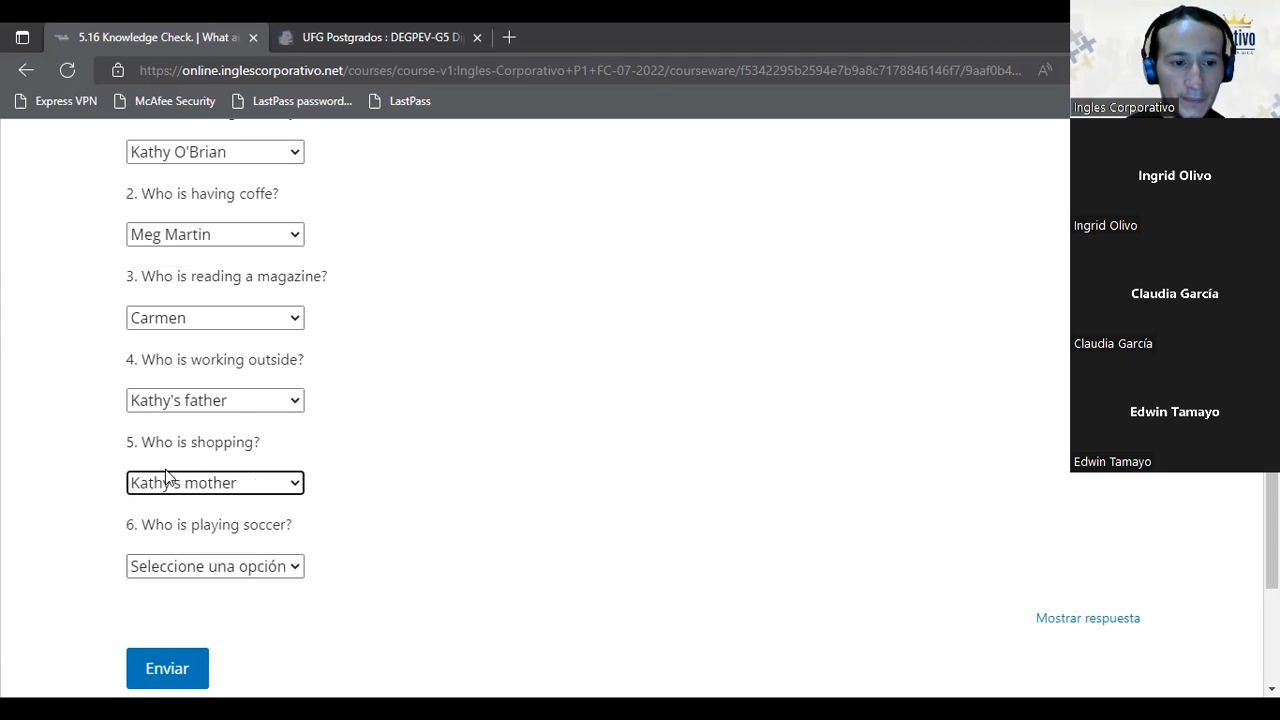 5.16 Knowledge Check. | What a
UFG Postgrados : DEGPEV-G5 Di
https://online.inglescorporativo.net/courses/course-v1:Ingles-Corporativo+P1+FC-07-2022/courseware/f5342295b2594e7b9a8c7178846146f7/9aaf0b4...
Express VPN
McAfee Security
LastPass password...
LastPass
Kathy O'Brian
2. Who is having coffe?
Meg Martin
3. Who is reading a magazine?
Carmen
4. Who is working outside?
Kathy's father
5. Who is shopping?
Kathy's mother
6. Who is playing soccer?
Seleccione una opción
Mostrar respuesta
Enviar
Ingles Corporativo
Ingrid Olivo
Ingrid Olivo
Claudia García
Claudia García
Edwin Tamayo
Edwin Tamayo